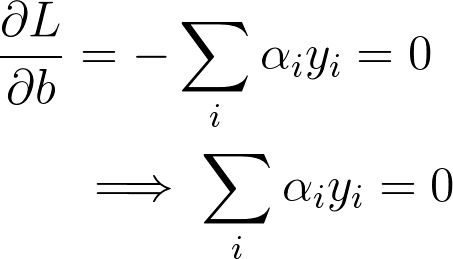 ∂L/∂b = − ∑_i α_i y_i = 0
⟹ ∑_i α_i y_i = 0